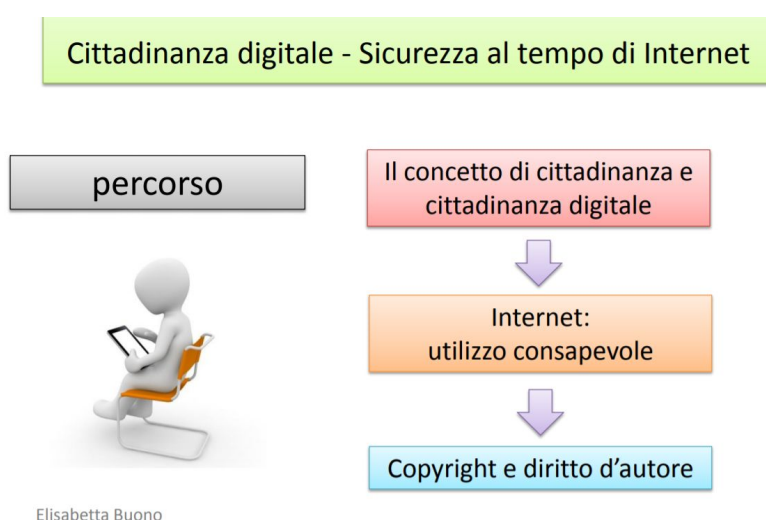 Cittadinanza digitale - Sicurezza al tempo di Internet
percorso
Il concetto di cittadinanza e
cittadinanza digitale
Internet:
utilizzo consapevole
Copyright e diritto d’autore
Elisabetta Buono